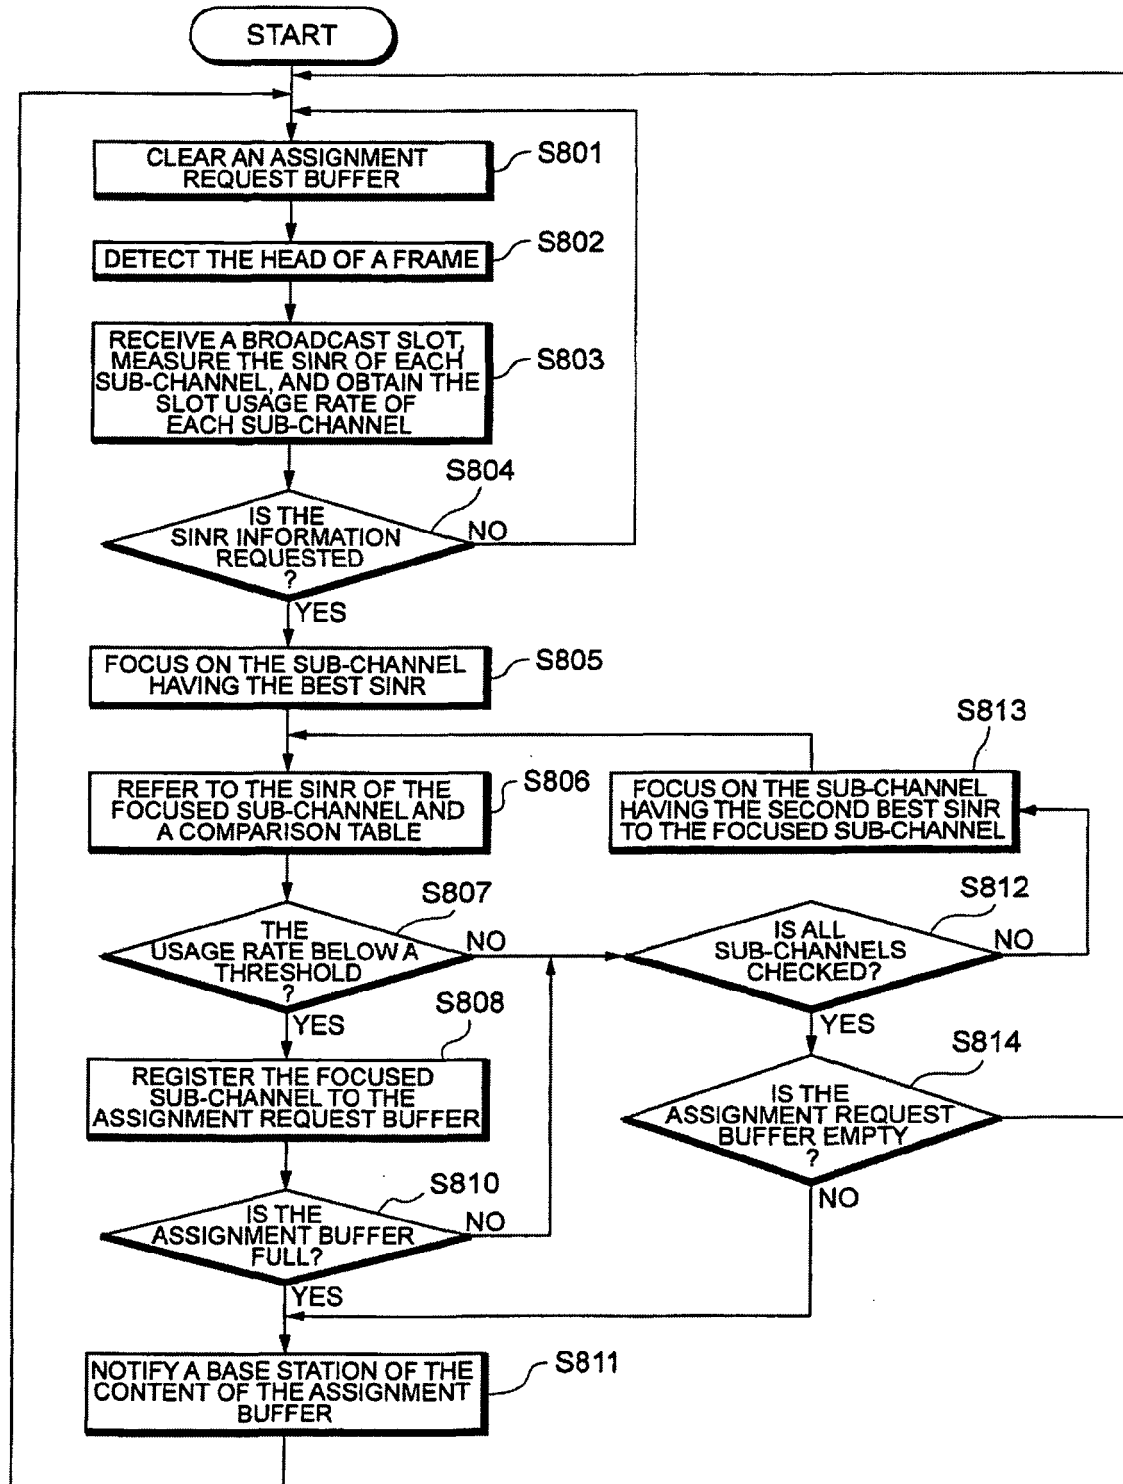 START
CLEAR AN ASSIGNMENT
REQUEST BUFFER
S801
DETECT THE HEAD OF A FRAME
S802
RECEIVE A BROADCAST SLOT,
MEASURE THE SINR OF EACH
SUB-CHANNEL, AND OBTAIN THE
SLOT USAGE RATE OF
EACH SUB-CHANNEL
S803
S804
IS THE
SINR INFORMATION
REQUESTED
?
NO
YES
FOCUS ON THE SUB-CHANNEL
HAVING THE BEST SINR
S805
REFER TO THE SINR OF THE
FOCUSED SUB-CHANNEL AND
A COMPARISON TABLE
S806
S813
FOCUS ON THE SUB-CHANNEL
HAVING THE SECOND BEST SINR
TO THE FOCUSED SUB-CHANNEL
S807
THE
USAGE RATE BELOW A
THRESHOLD
?
NO
YES
S812
IS ALL
SUB-CHANNELS
CHECKED?
NO
YES
S808
REGISTER THE FOCUSED
SUB-CHANNEL TO THE
ASSIGNMENT REQUEST BUFFER
S814
IS THE
ASSIGNMENT REQUEST
BUFFER EMPTY
?
NO
S810
IS THE
ASSIGNMENT BUFFER
FULL?
NO
YES
NOTIFY A BASE STATION OF THE
CONTENT OF THE ASSIGNMENT
BUFFER
S811